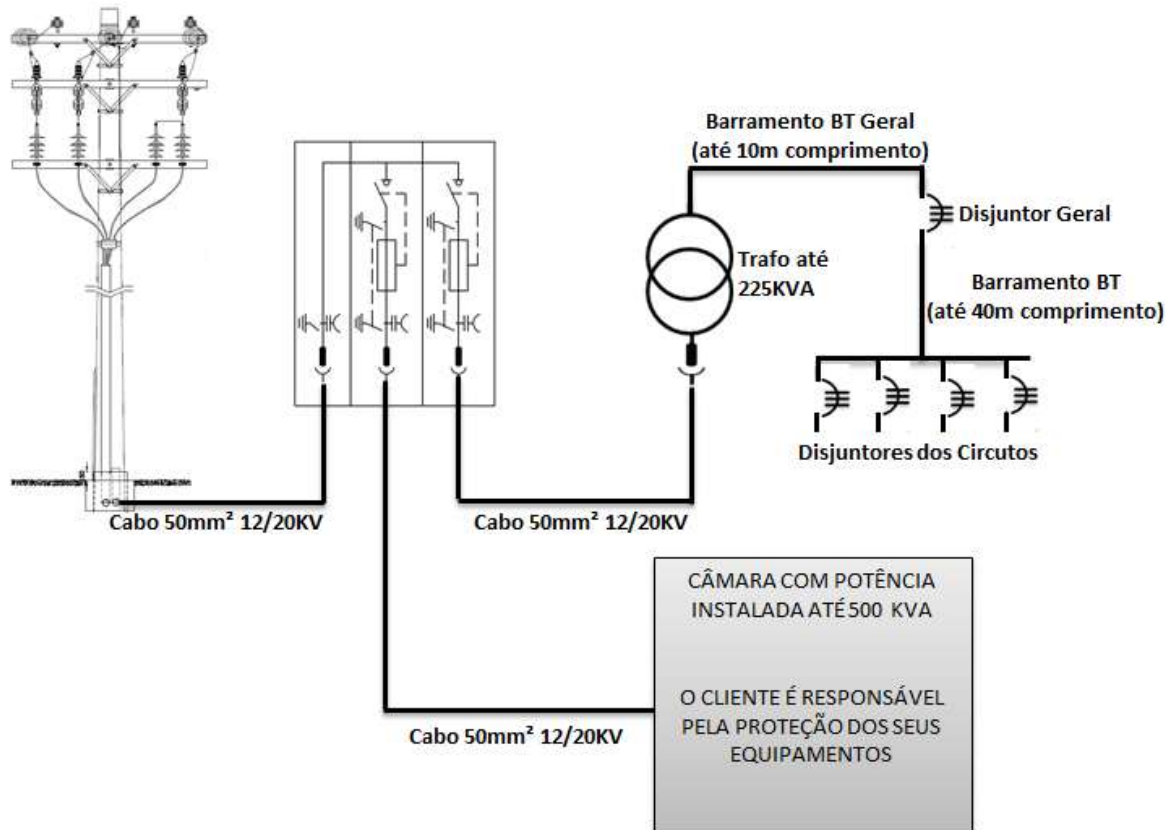 Barramento BT Geral
(até 10m comprimento)
Disjuntor Geral
Trafo até
225KVA
Barramento BT
(até 40m comprimento)
Disjuntores dos Circutos
Cabo 50mm² 12/20KV
Cabo 50mm² 12/20KV
CÂMARA COM POTÊNCIA
INSTALADA ATÉ 500 KVA
O CLIENTE É RESPONSÁVEL
PELA PROTEÇÃO DOS SEUS
EQUIPAMENTOS
Cabo 50mm² 12/20KV